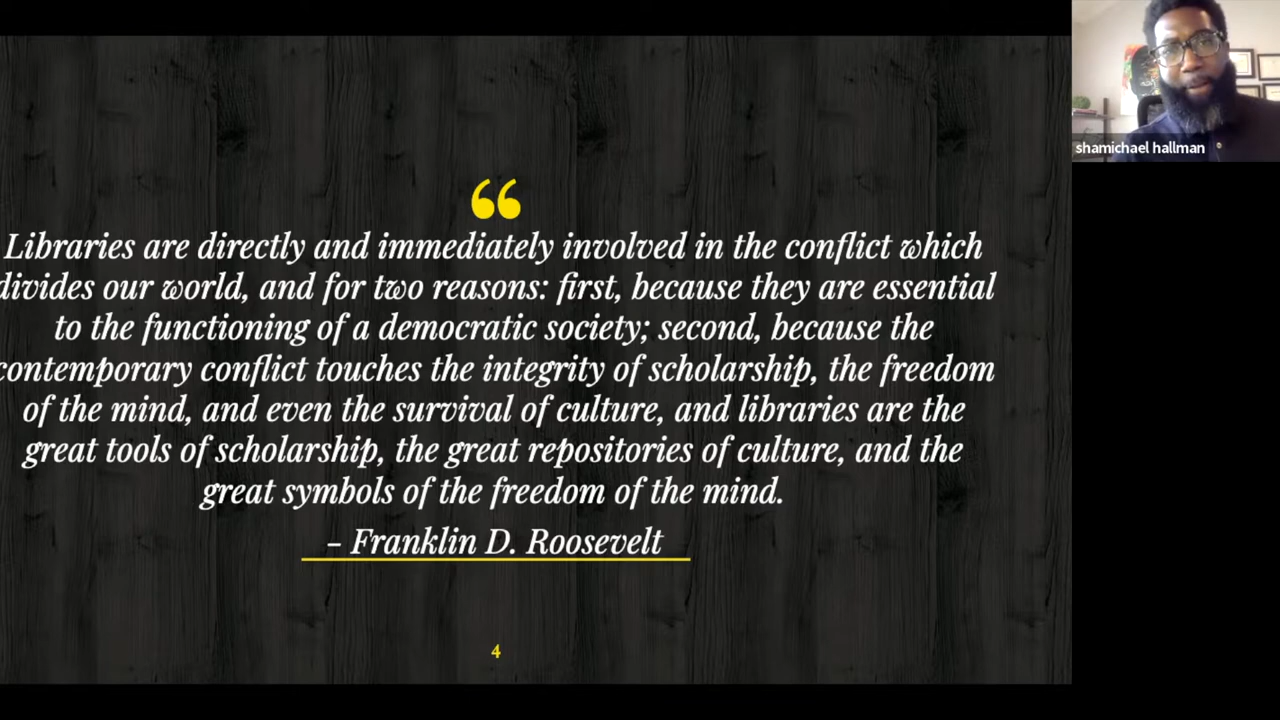 ❝
Libraries are directly and immediately involved in the conflict which
divides our world, and for two reasons: first, because they are essential
to the functioning of a democratic society; second, because the
contemporary conflict touches the integrity of scholarship, the freedom
of the mind, and even the survival of culture, and libraries are the
great tools of scholarship, the great repositories of culture, and the
great symbols of the freedom of the mind.
– Franklin D. Roosevelt
4
shamichael hallman